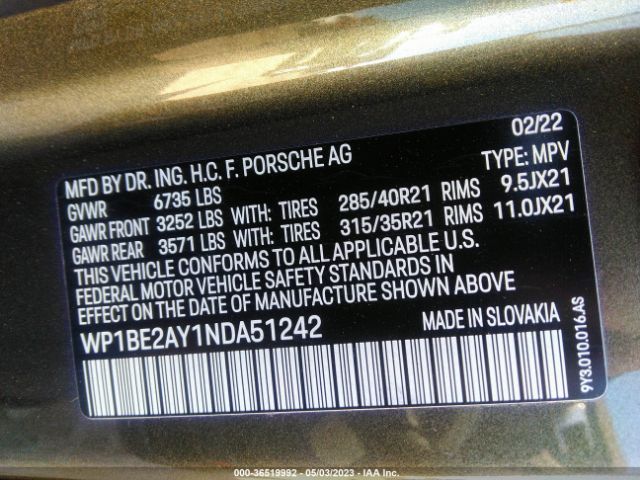 02/22
MFD BY DR. ING. H.C. F. PORSCHE AG TYPE: MPV
GVWR 6735 LBS
GAWR FRONT 3252 LBS WITH: TIRES 285/40R21 RIMS 9.5JX21
GAWR REAR 3571 LBS WITH: TIRES 315/35R21 RIMS 11.0JX21
THIS VEHICLE CONFORMS TO ALL APPLICABLE U.S.
FEDERAL MOTOR VEHICLE SAFETY STANDARDS IN
EFFECT ON THE DATE OF MANUFACTURE SHOWN ABOVE
WP1BE2AY1NDA51242 MADE IN SLOVAKIA
9Y3.010.016.AS
000-36519992 - 05/03/2023 - IAA Inc.